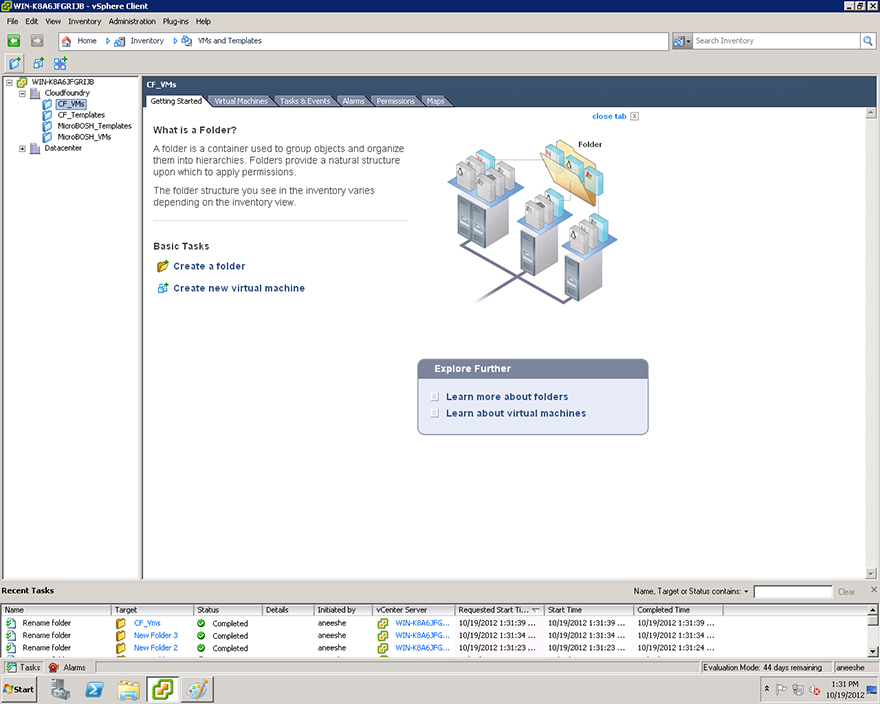 WIN-K8A6JFGRIJB - vSphere Client
File Edit View Inventory Administration Plug-ins Help
Home Inventory VMs and Templates Search Inventory
WIN-K8A6JFGRIJB
Cloudfoundry
CF_VMs
CF_Templates
MicroBOSH_Templates
MicroBOSH_VMs
Datacenter
CF_VMs
Getting Started Virtual Machines Tasks & Events Alarms Permissions Maps
close tab
What is a Folder?
A folder is a container used to group objects and organize
them into hierarchies. Folders provide a natural structure
upon which to apply permissions.
The folder structure you see in the inventory varies
depending on the inventory view.
Basic Tasks
Create a folder
Create new virtual machine
Folder
Explore Further
Learn more about folders
Learn about virtual machines
Recent Tasks
Name, Target or Status contains: Clear
Name Target Status Details Initiated by vCenter Server Requested Start Ti... Start Time Completed Time
Rename folder CF_Vms Completed aneeshe WIN-K8A6JFG... 10/19/2012 1:31:39 ... 10/19/2012 1:31:39 ... 10/19/2012 1:31:39 ...
Rename folder New Folder 3 Completed aneeshe WIN-K8A6JFG... 10/19/2012 1:31:34 ... 10/19/2012 1:31:34 ... 10/19/2012 1:31:34 ...
Rename folder New Folder 2 Completed aneeshe WIN-K8A6JFG... 10/19/2012 1:31:23 ... 10/19/2012 1:31:23 ... 10/19/2012 1:31:24 ...
Tasks Alarms Evaluation Mode: 44 days remaining aneeshe
Start
1:31 PM
10/19/2012